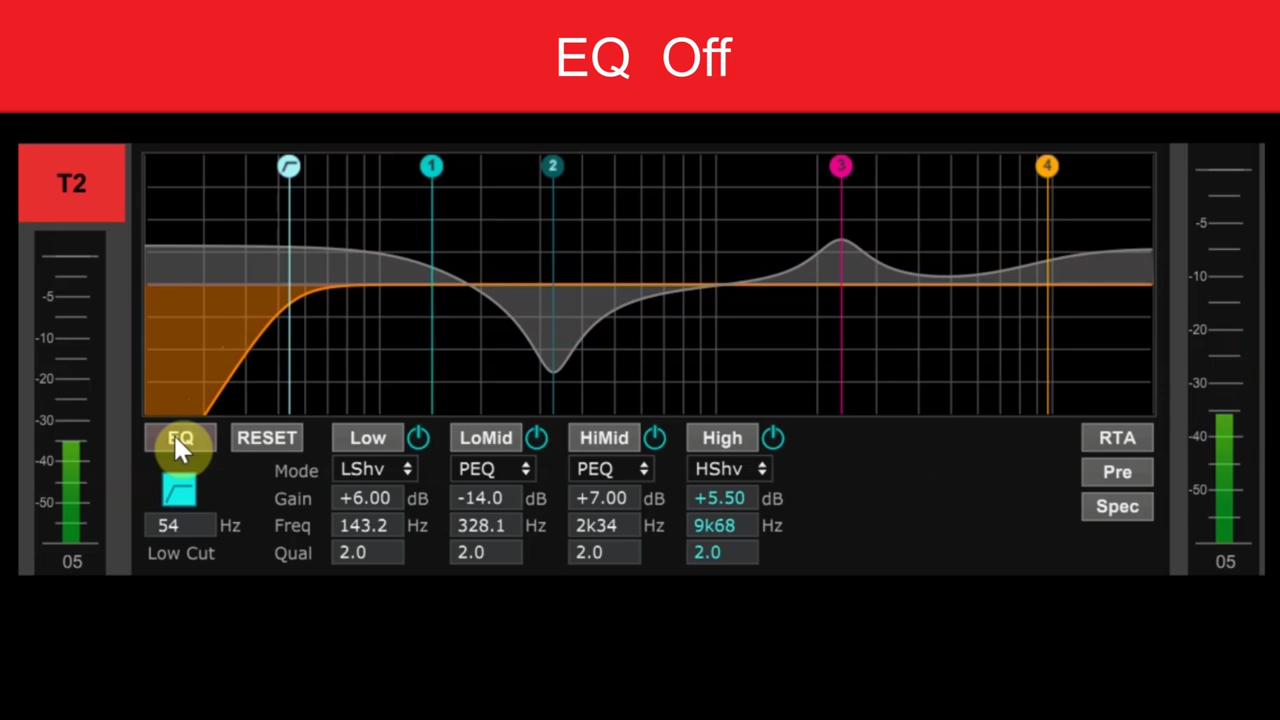 EQ Off
T2
1 2 3 4
-5
-10
-20
-30
-40
-50
05
-5
-10
-20
-30
-40
-50
05
EQ RESET Low LoMid HiMid High RTA
Mode LShv PEQ PEQ HShv Pre
Gain +6.00 dB -14.0 dB +7.00 dB +5.50 dB Spec
54 Hz Freq 143.2 Hz 328.1 Hz 2k34 Hz 9k68 Hz
Low Cut Qual 2.0 2.0 2.0 2.0